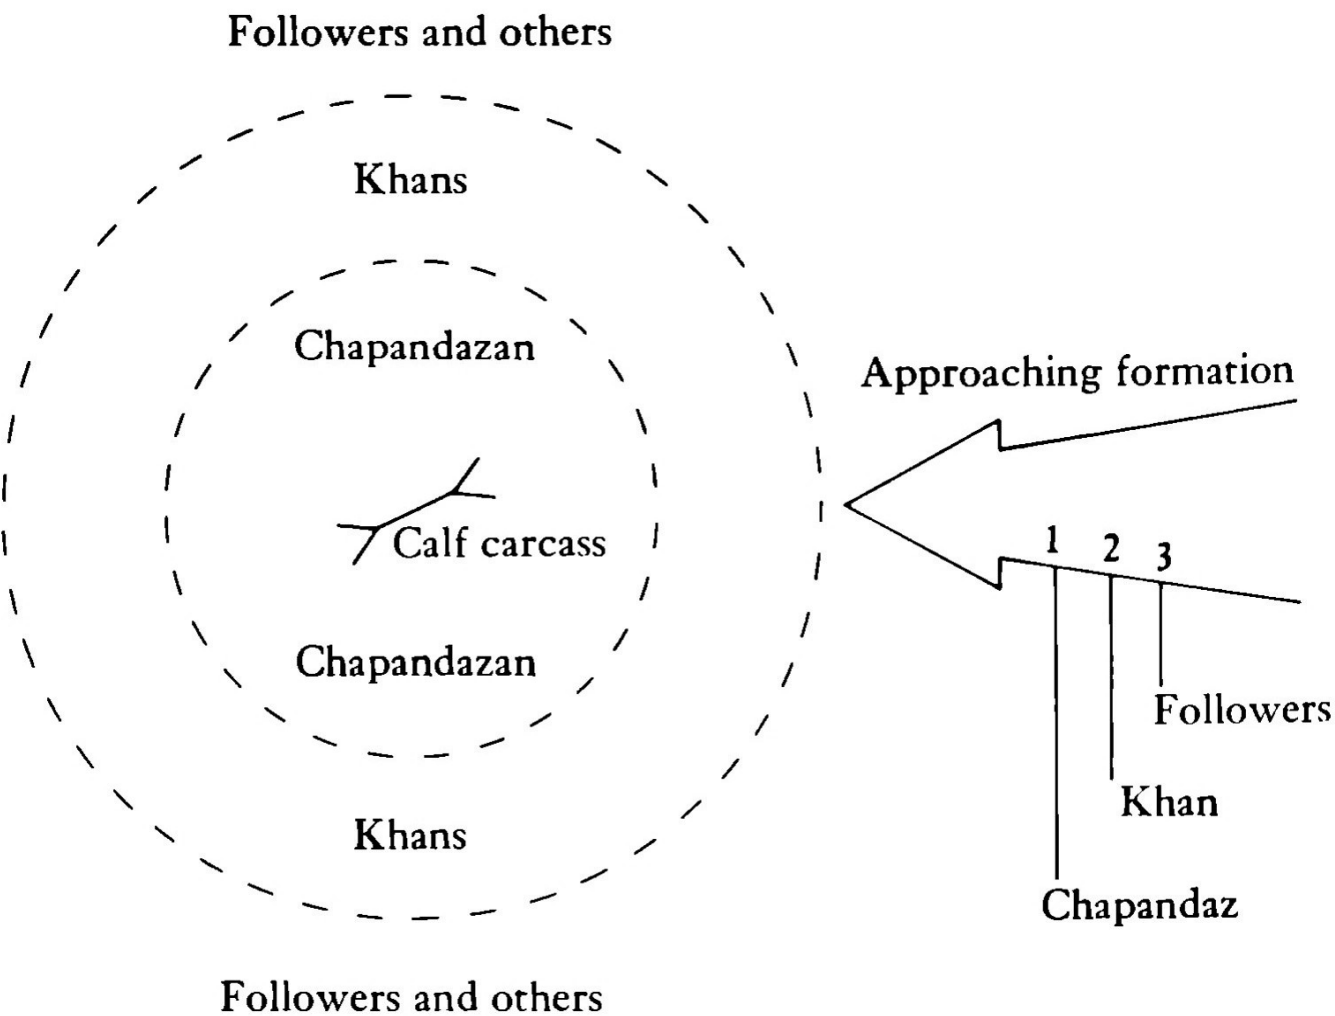 Followers and others
Khans
Chapandazan
Approaching formation
Calf carcass
1
2
3
Chapandazan
Followers
Khan
Khans
Chapandaz
Followers and others